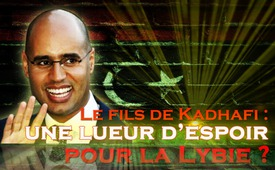 Le fils de Kadhafi :
une lueur d'espoir
pour la Lybie ?